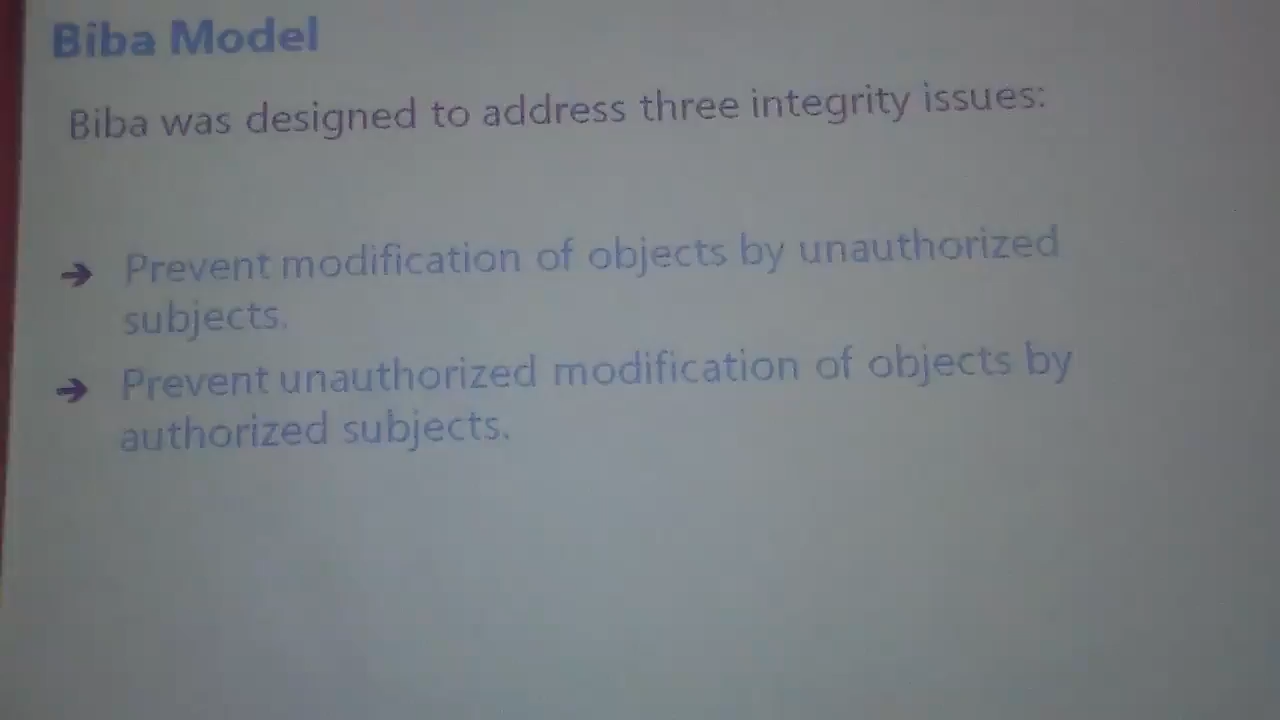 Biba Model
Biba was designed to address three integrity issues:
➔ Prevent modification of objects by unauthorized
subjects.
➔ Prevent unauthorized modification of objects by
authorized subjects.